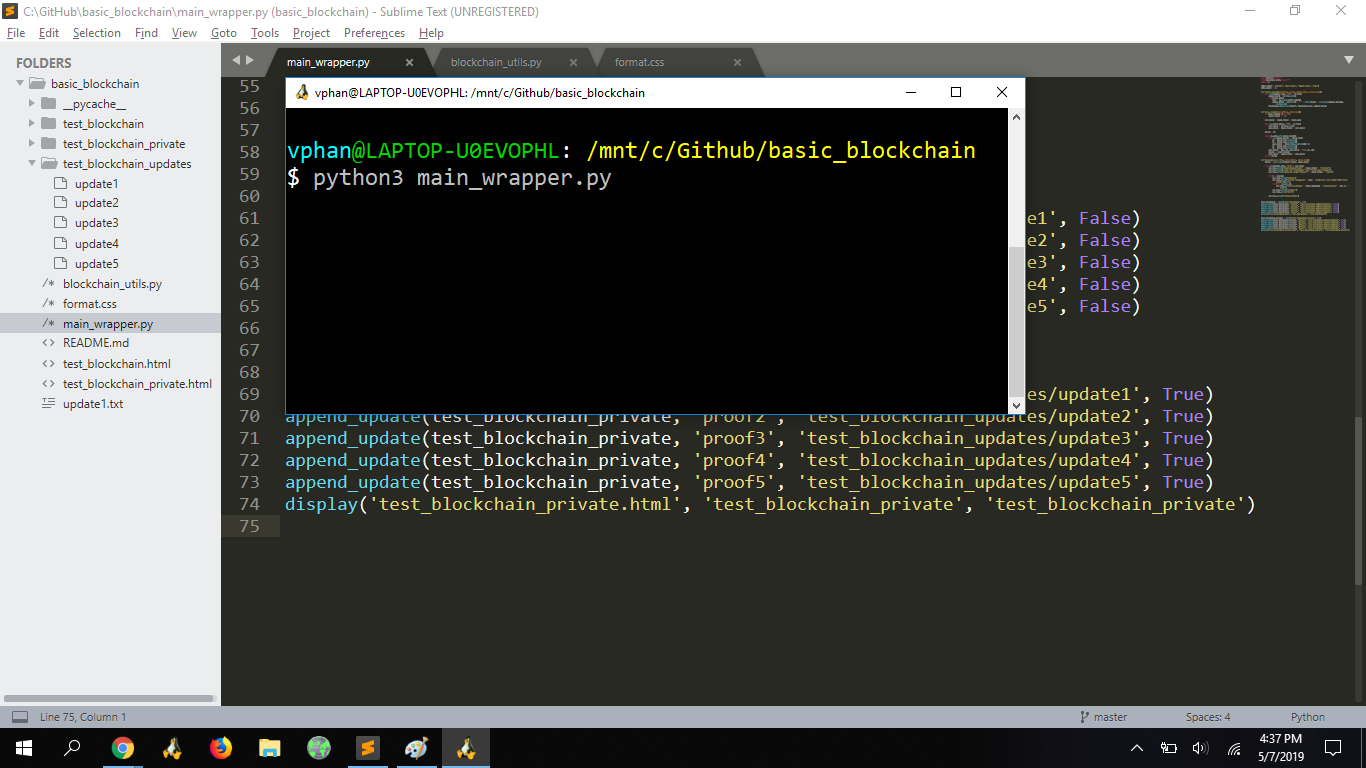 C:\GitHub\basic_blockchain\main_wrapper.py (basic_blockchain) - Sublime Text (UNREGISTERED)
File Edit Selection Find View Goto Tools Project Preferences Help
FOLDERS
basic_blockchain
__pycache__
test_blockchain
test_blockchain_private
test_blockchain_updates
update1
update2
update3
update4
update5
blockchain_utils.py
format.css
main_wrapper.py
README.md
test_blockchain.html
test_blockchain_private.html
update1.txt
main_wrapper.py blockchain_utils.py format.css
vphan@LAPTOP-U0EVOPHL: /mnt/c/Github/basic_blockchain
vphan@LAPTOP-U0EVOPHL: /mnt/c/Github/basic_blockchain
$ python3 main_wrapper.py
55
56
57
58
59
60
61 e1', False)
62 e2', False)
63 e3', False)
64 e4', False)
65 e5', False)
66
67
68
69 es/update1', True)
70 append_update(test_blockchain_private, 'proof2', 'test_blockchain_updates/update2', True)
71 append_update(test_blockchain_private, 'proof3', 'test_blockchain_updates/update3', True)
72 append_update(test_blockchain_private, 'proof4', 'test_blockchain_updates/update4', True)
73 append_update(test_blockchain_private, 'proof5', 'test_blockchain_updates/update5', True)
74 display('test_blockchain_private.html', 'test_blockchain_private', 'test_blockchain_private')
75
Line 75, Column 1 master Spaces: 4 Python
4:37 PM
5/7/2019